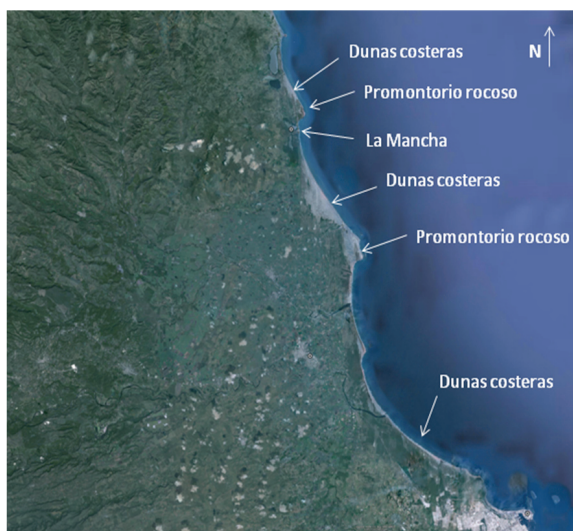 Dunas costeras
N
Promontorio rocoso
La Mancha
Dunas costeras
Promontorio rocoso
Dunas costeras